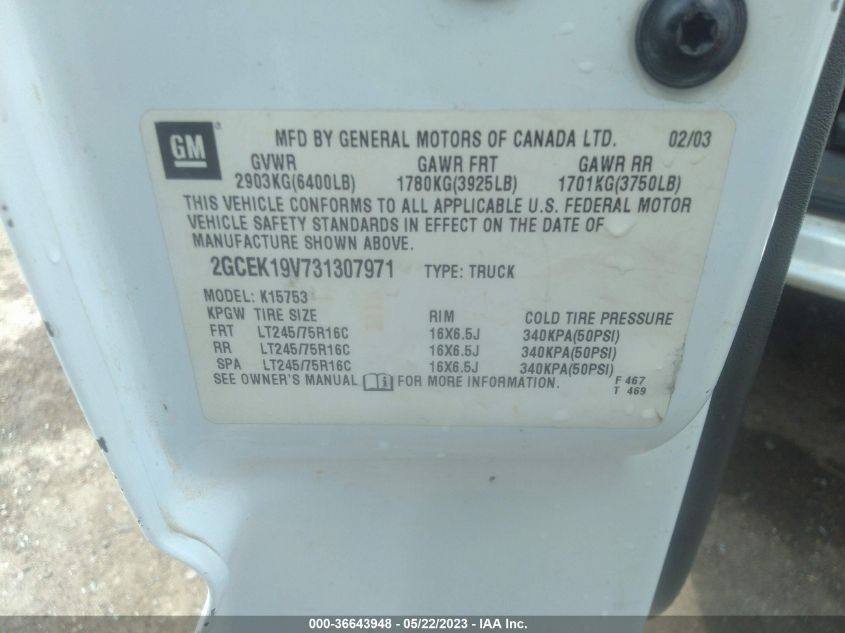 GM
MFD BY GENERAL MOTORS OF CANADA LTD. 02/03
GVWR GAWR FRT GAWR RR
2903KG(6400LB) 1780KG(3925LB) 1701KG(3750LB)
THIS VEHICLE CONFORMS TO ALL APPLICABLE U.S. FEDERAL MOTOR
VEHICLE SAFETY STANDARDS IN EFFECT ON THE DATE OF
MANUFACTURE SHOWN ABOVE.
2GCEK19V731307971 TYPE: TRUCK
MODEL: K15753
KPGW TIRE SIZE RIM COLD TIRE PRESSURE
FRT LT245/75R16C 16X6.5J 340KPA(50PSI)
RR LT245/75R16C 16X6.5J 340KPA(50PSI)
SPA LT245/75R16C 16X6.5J 340KPA(50PSI)
SEE OWNER'S MANUAL i FOR MORE INFORMATION.
F 467
T 469
000-36643948 - 05/22/2023 - IAA Inc.